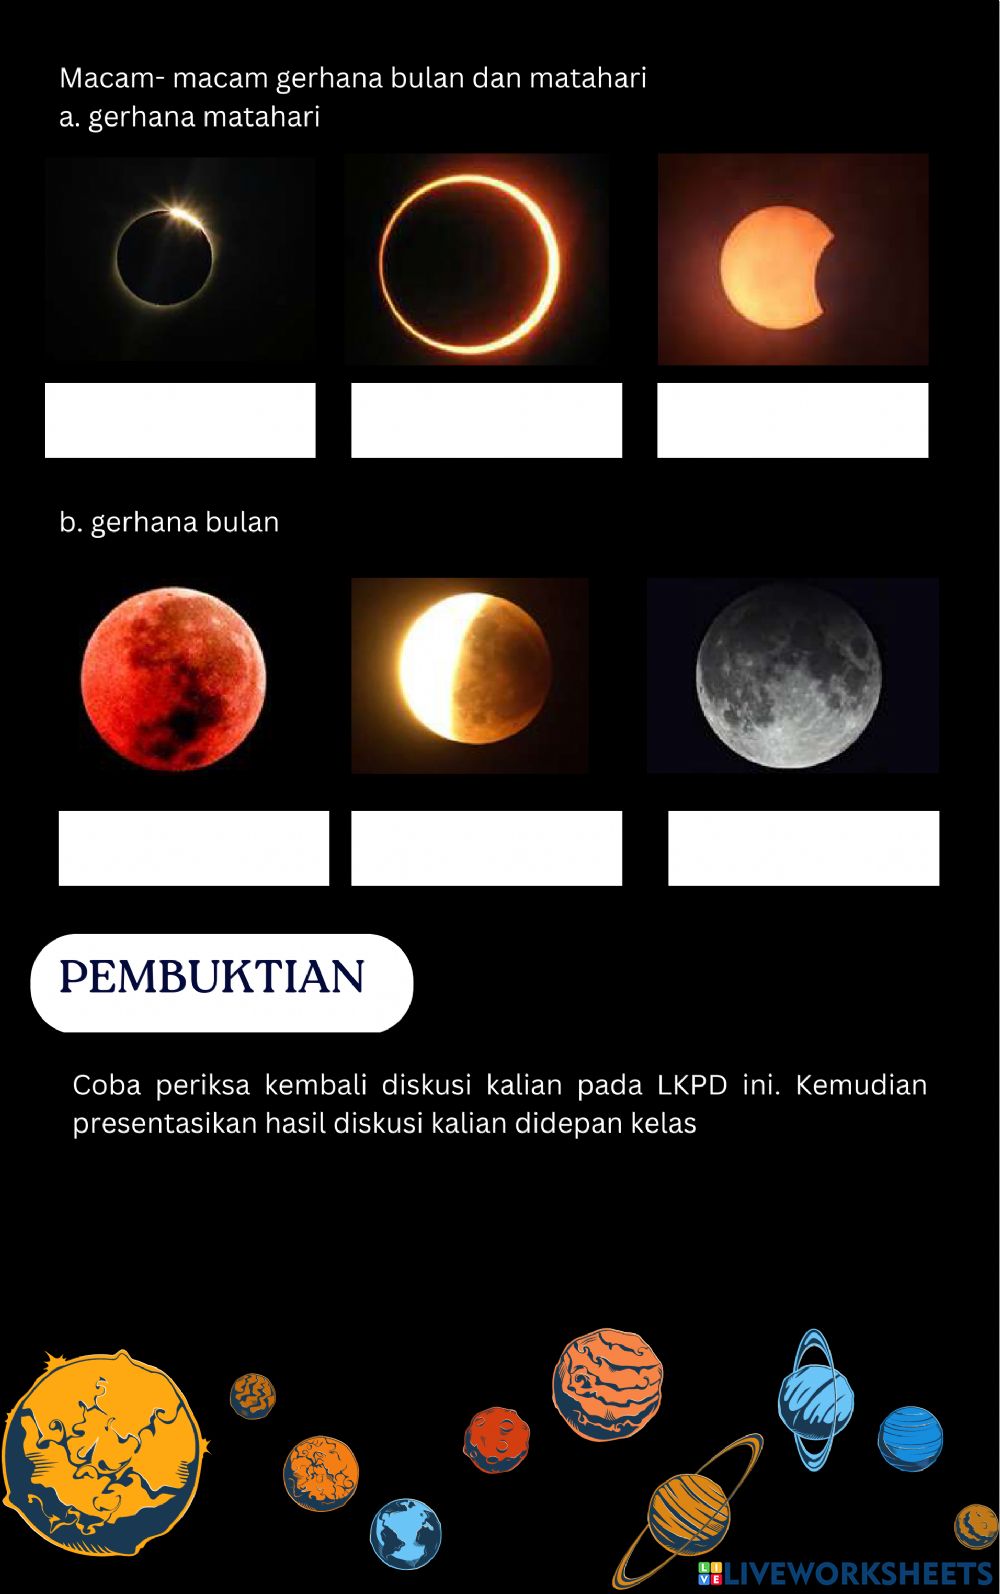 Macam- macam gerhana bulan dan matahari
a. gerhana matahari
b. gerhana bulan
PEMBUKTIAN
Coba periksa kembali diskusi kalian pada LKPD ini. Kemudian
presentasikan hasil diskusi kalian didepan kelas
LIVEWORKSHEETS